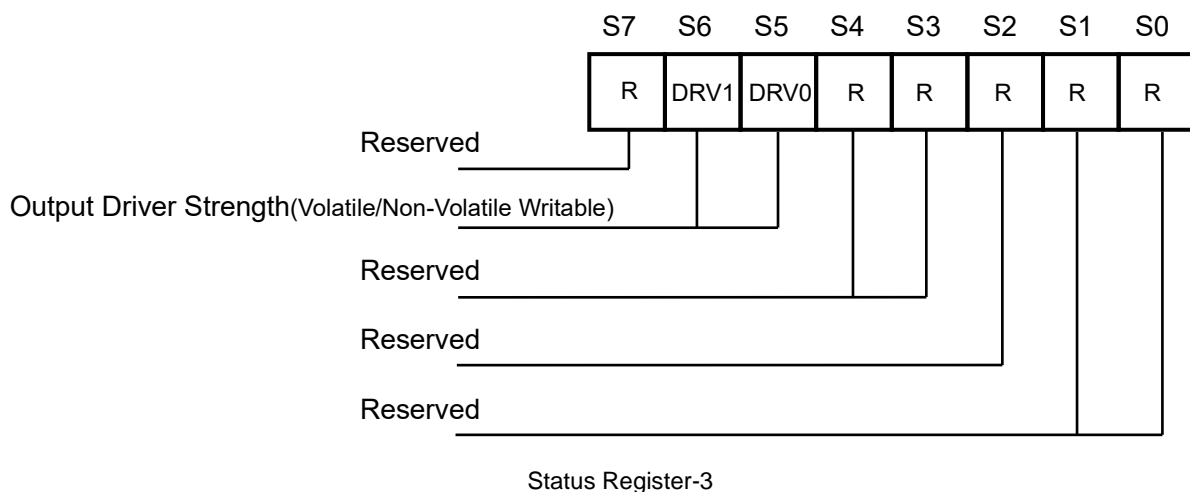 S7 S6 S5 S4 S3 S2 S1 S0
R DRV1 DRV0 R R R R R
Reserved
Output Driver Strength(Volatile/Non-Volatile Writable)
Reserved
Reserved
Reserved
Status Register-3